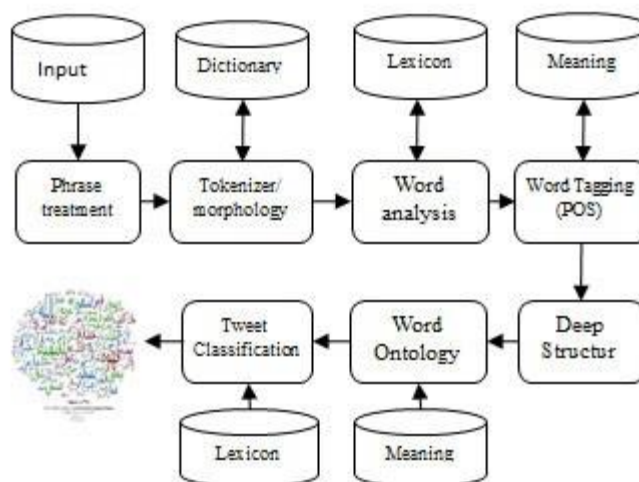 Input
Dictionary
Lexicon
Meaning
Phrase
treatment
Tokenizer/
morphology
Word
analysis
Word Tagging
(POS)
Tweet
Classification
Word
Ontology
Deep
Structur
Lexicon
Meaning